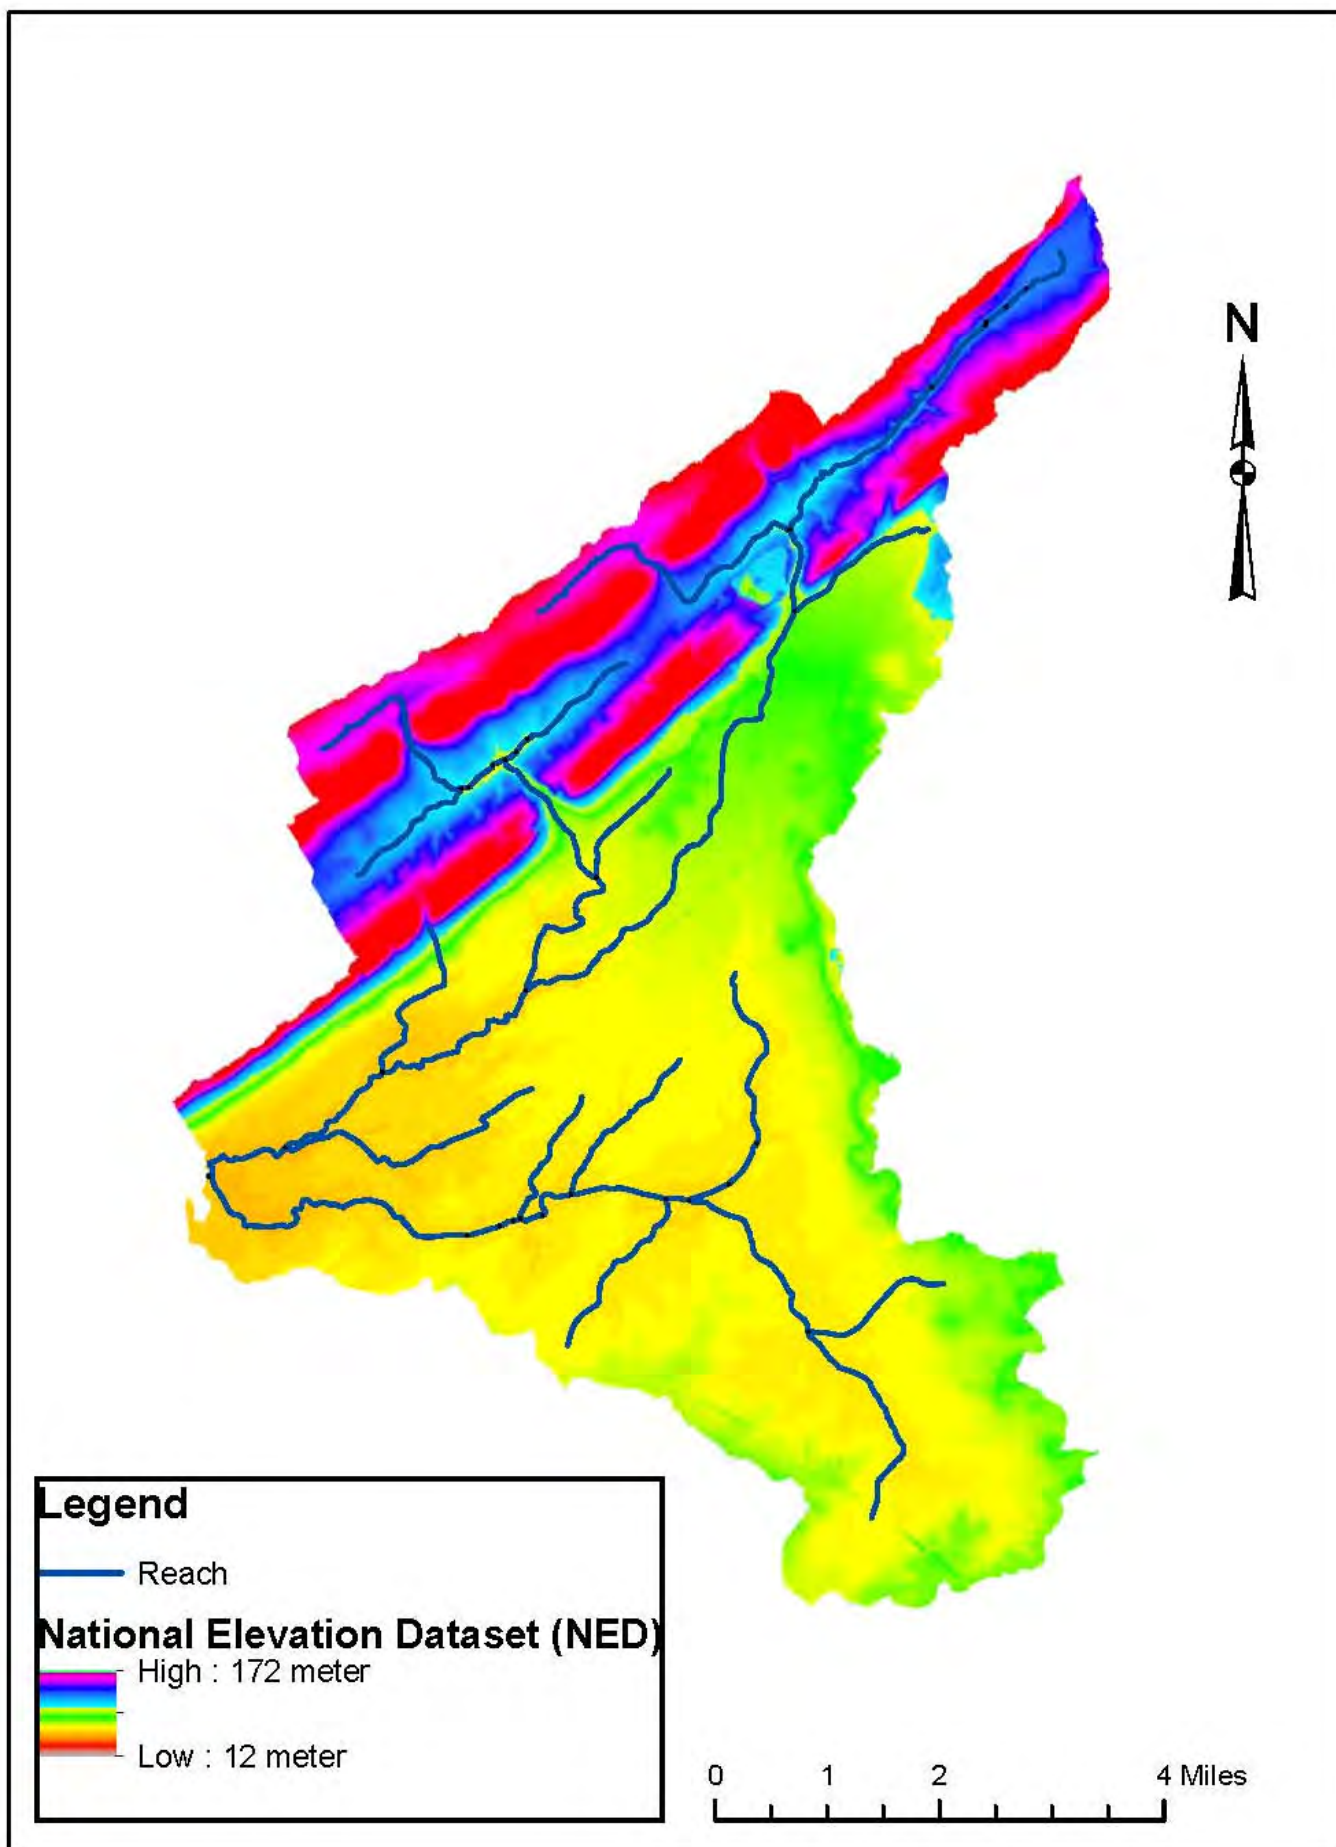 N
Legend
Reach
National Elevation Dataset (NED)
High : 172 meter
Low : 12 meter
0 1 2 4 Miles